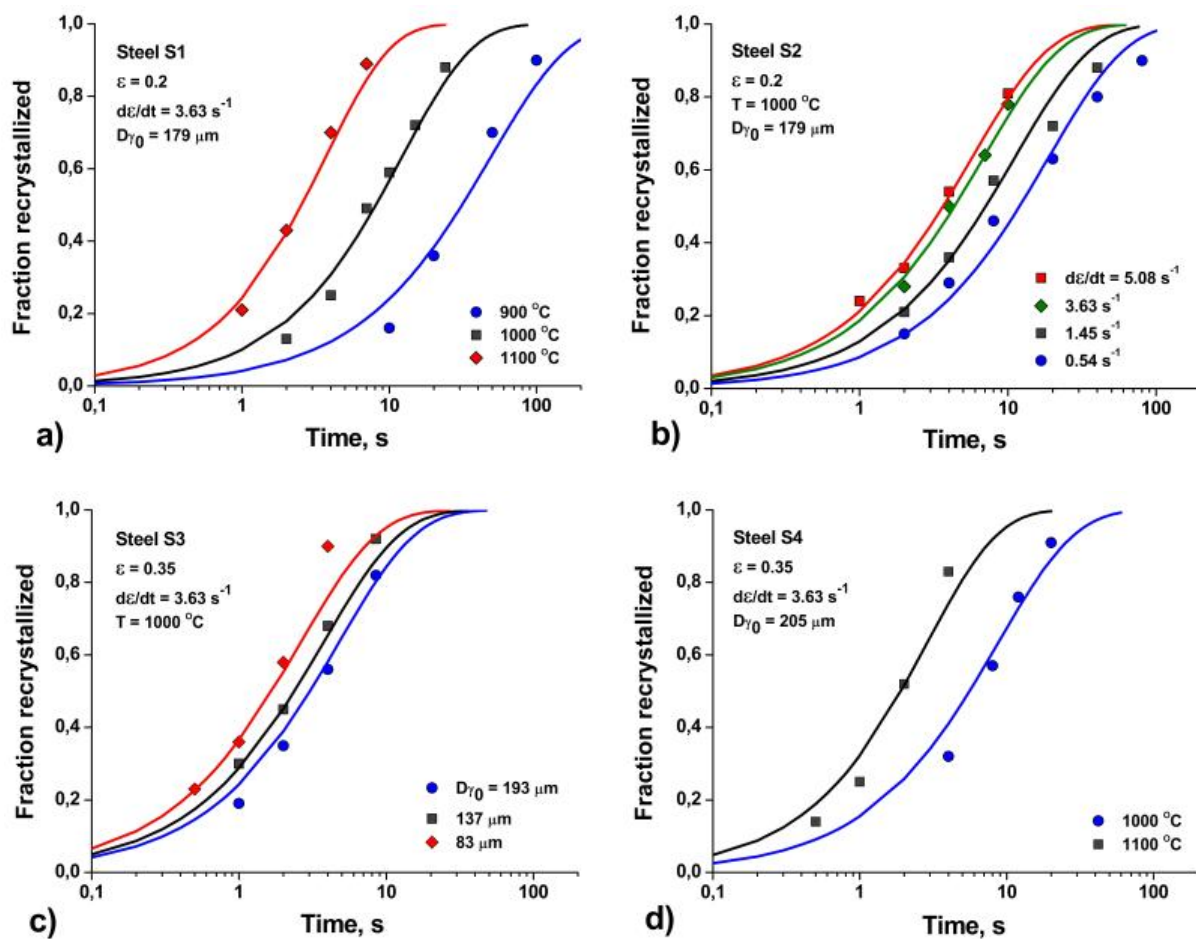 Steel S1
ε = 0.2
dε/dt = 3.63 s⁻¹
Dγ₀ = 179 μm
900 °C
1000 °C
1100 °C
Fraction recrystallized
1,0
0,8
0,6
0,4
0,2
0,0
0,1 1 10 100
Time, s
a)
Steel S2
ε = 0.2
T = 1000 °C
Dγ₀ = 179 μm
dε/dt = 5.08 s⁻¹
3.63 s⁻¹
1.45 s⁻¹
0.54 s⁻¹
Fraction recrystallized
1,0
0,8
0,6
0,4
0,2
0,0
0,1 1 10 100
Time, s
b)
Steel S3
ε = 0.35
dε/dt = 3.63 s⁻¹
T = 1000 °C
Dγ₀ = 193 μm
137 μm
83 μm
Fraction recrystallized
1,0
0,8
0,6
0,4
0,2
0,0
0,1 1 10 100
Time, s
c)
Steel S4
ε = 0.35
dε/dt = 3.63 s⁻¹
Dγ₀ = 205 μm
1000 °C
1100 °C
Fraction recrystallized
1,0
0,8
0,6
0,4
0,2
0,0
0,1 1 10 100
Time, s
d)